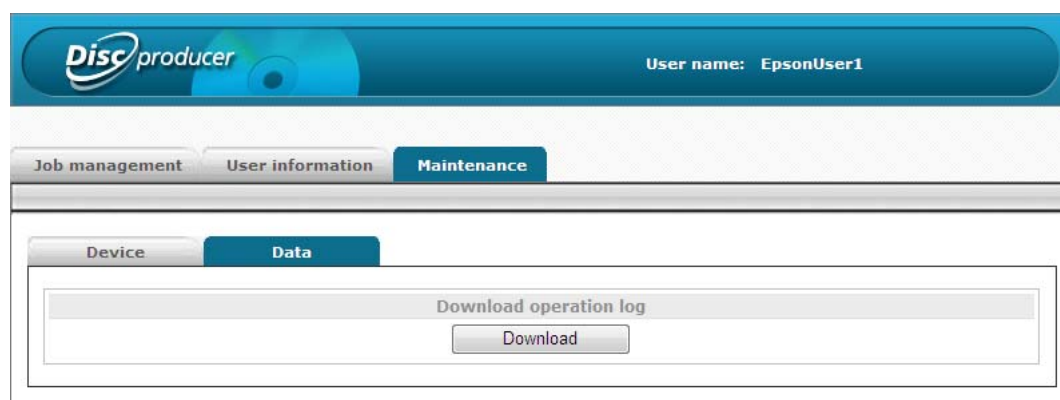 Disc producer
User name: EpsonUser1
Job management User information Maintenance
Device Data
Download operation log
Download